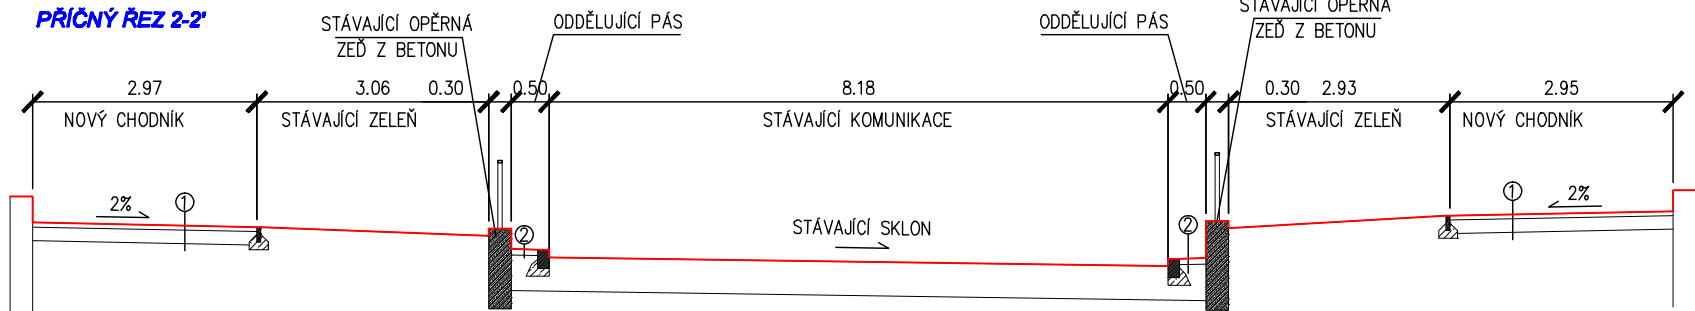 PŘÍČNÝ ŘEZ 2-2'
STÁVAJÍCÍ OPĚRNÁ
ZEĎ Z BETONU
ODDĚLUJÍCÍ PÁS
ODDĚLUJÍCÍ PÁS
STÁVAJÍCÍ OPĚRNÁ
ZEĎ Z BETONU
2.97 3.06 0.30 0.50 8.18 0.50 0.30 2.93 2.95
NOVÝ CHODNÍK STÁVAJÍCÍ ZELEŇ STÁVAJÍCÍ KOMUNIKACE STÁVAJÍCÍ ZELEŇ NOVÝ CHODNÍK
2% 1 1 2%
2 STÁVAJÍCÍ SKLON 2